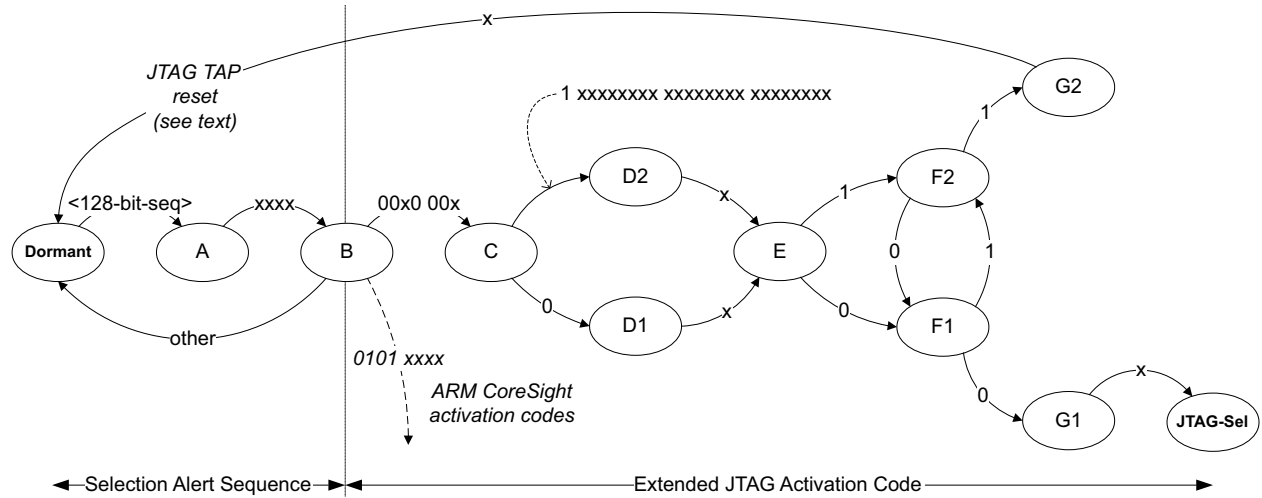 x
JTAG TAP
reset
(see text)
G2
1 xxxxxxxx xxxxxxxx xxxxxxxx
1
D2
F2
x
1
<128-bit-seq>
xxxx
00x0 00x
Dormant
A
B
C
E
0
1
0
x
0
D1
F1
other
0101 xxxx
ARM CoreSight
activation codes
0
x
G1
JTAG-Sel
Selection Alert Sequence
Extended JTAG Activation Code